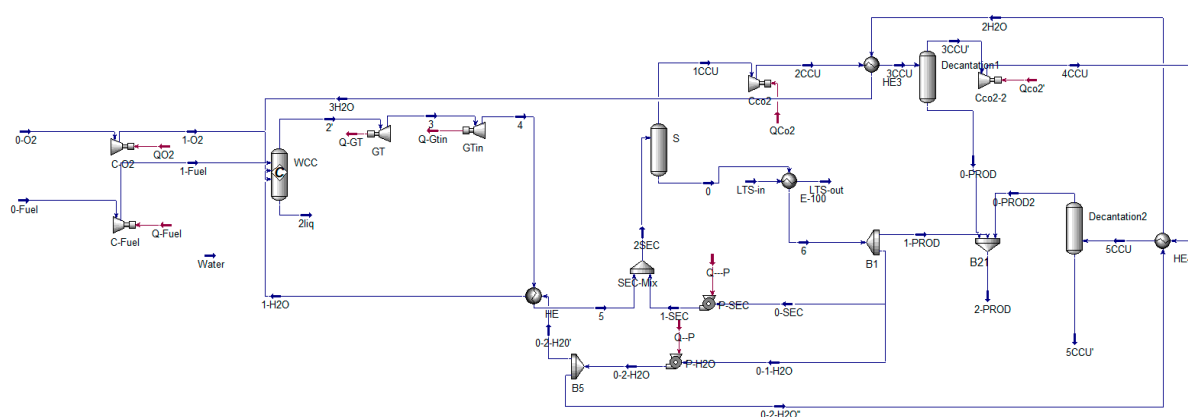 2H2O
3CCU'
Decantation1
1CCU
2CCU
3CCU
4CCU
HE3
Cco2
Cco2-2
Qco2'
QCo2
3H2O
0-O2
1-O2
2'
3
4
Q-GT
GT
Q-Gtin
GTin
C-O2
QO2
WCC
1-Fuel
S
0-Fuel
C-Fuel
Q-Fuel
2liq
Water
0
LTS-in
LTS-out
E-100
0-PROD
0-PROD2
Decantation2
2SEC
6
B1
1-PROD
B21
5CCU
SEC-Mix
Q---P
1-H2O
HE
5
1-SEC
P-SEC
0-SEC
2-PROD
Q--P
0-2-H20'
B5
0-2-H2O
P-H2O
0-1-H2O
5CCU'
0-2-H2O"